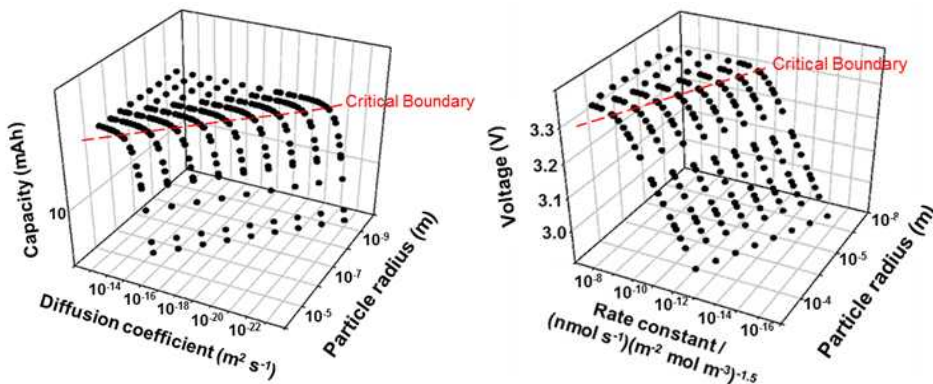 Critical Boundary
Capacity (mAh)
10
10⁻¹⁴
10⁻¹⁶
10⁻¹⁸
10⁻²⁰
10⁻²²
Diffusion coefficient (m² s⁻¹)
10⁻⁹
10⁻⁷
10⁻⁵
Particle radius (m)
Critical Boundary
Voltage (V)
3.3
3.2
3.1
3.0
10⁻⁸
10⁻¹⁰
10⁻¹²
10⁻¹⁴
10⁻¹⁶
Rate constant /
(nmol s⁻¹)(m⁻² mol m⁻³)⁻¹·⁵
10⁻⁵
10⁻⁴
Particle radius (m)